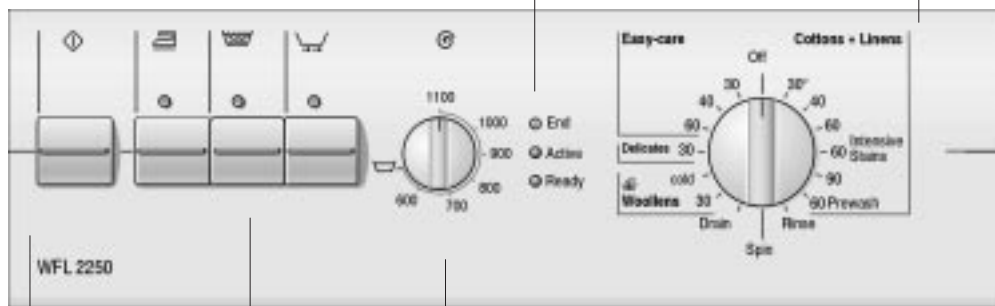 Easy-care
Cottons + Linens
Off
30
30°
40
40
60
60
Delicates 30
60 Intensive Stains
cold
90
Woollens 30
60 Prewash
Drain
Rinse
Spin
1100
1000
900
800
700
600
End
Active
Ready
WFL 2250